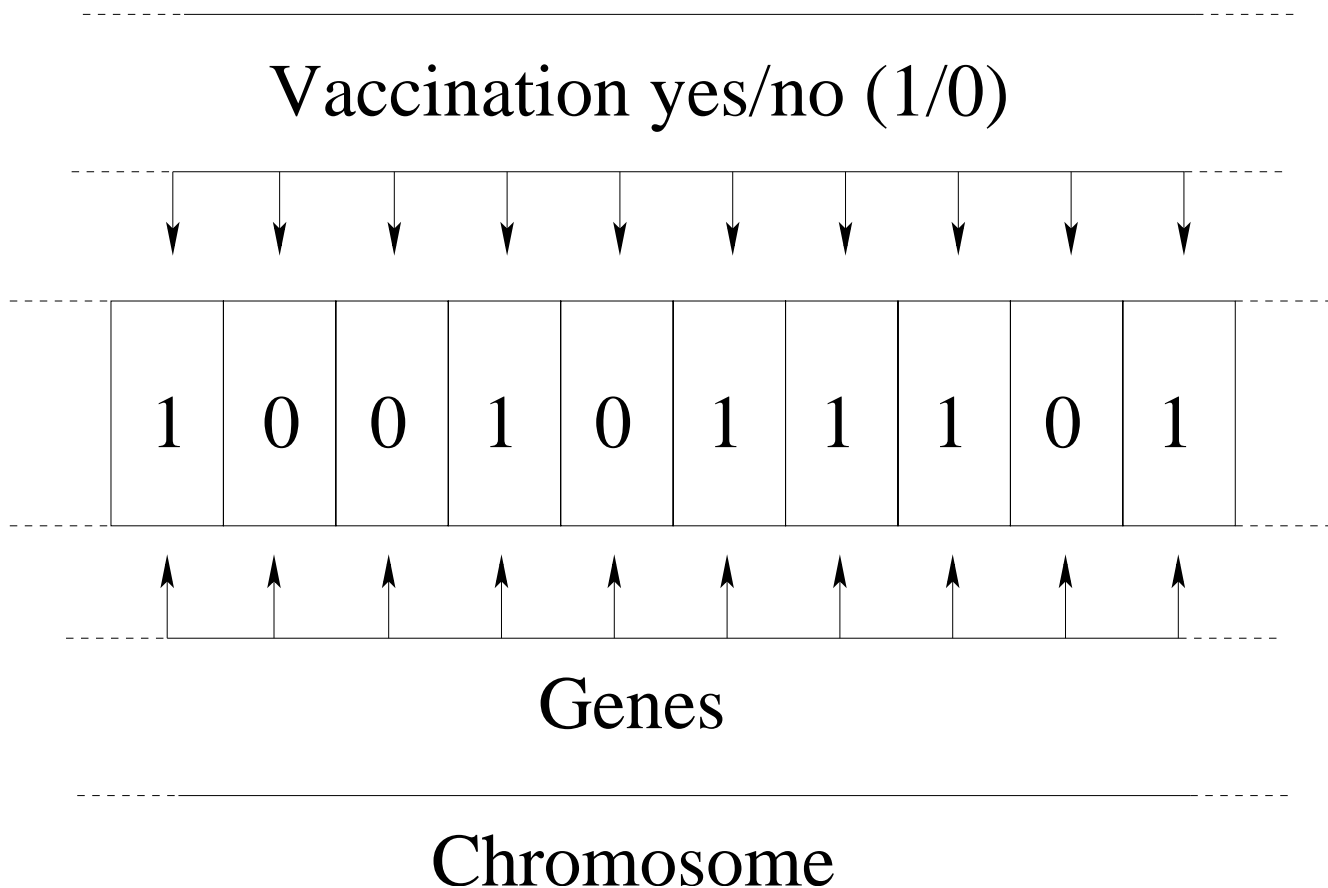 Vaccination yes/no (1/0)
1 0 0 1 0 1 1 1 0 1
Genes
Chromosome